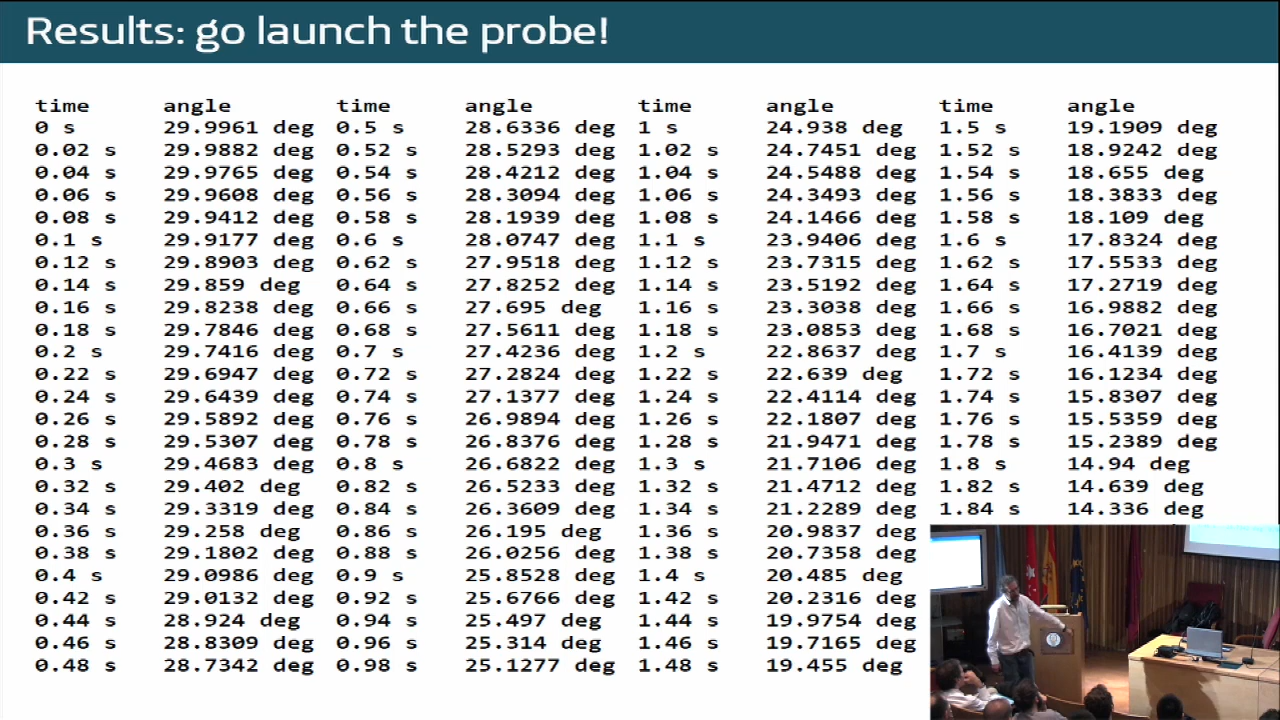 Results: go launch the probe!
time angle time angle time angle time angle
0 s 29.9961 deg 0.5 s 28.6336 deg 1 s 24.938 deg 1.5 s 19.1909 deg
0.02 s 29.9882 deg 0.52 s 28.5293 deg 1.02 s 24.7451 deg 1.52 s 18.9242 deg
0.04 s 29.9765 deg 0.54 s 28.4212 deg 1.04 s 24.5488 deg 1.54 s 18.655 deg
0.06 s 29.9608 deg 0.56 s 28.3094 deg 1.06 s 24.3493 deg 1.56 s 18.3833 deg
0.08 s 29.9412 deg 0.58 s 28.1939 deg 1.08 s 24.1466 deg 1.58 s 18.109 deg
0.1 s 29.9177 deg 0.6 s 28.0747 deg 1.1 s 23.9406 deg 1.6 s 17.8324 deg
0.12 s 29.8903 deg 0.62 s 27.9518 deg 1.12 s 23.7315 deg 1.62 s 17.5533 deg
0.14 s 29.859 deg 0.64 s 27.8252 deg 1.14 s 23.5192 deg 1.64 s 17.2719 deg
0.16 s 29.8238 deg 0.66 s 27.695 deg 1.16 s 23.3038 deg 1.66 s 16.9882 deg
0.18 s 29.7846 deg 0.68 s 27.5611 deg 1.18 s 23.0853 deg 1.68 s 16.7021 deg
0.2 s 29.7416 deg 0.7 s 27.4236 deg 1.2 s 22.8637 deg 1.7 s 16.4139 deg
0.22 s 29.6947 deg 0.72 s 27.2824 deg 1.22 s 22.639 deg 1.72 s 16.1234 deg
0.24 s 29.6439 deg 0.74 s 27.1377 deg 1.24 s 22.4114 deg 1.74 s 15.8307 deg
0.26 s 29.5892 deg 0.76 s 26.9894 deg 1.26 s 22.1807 deg 1.76 s 15.5359 deg
0.28 s 29.5307 deg 0.78 s 26.8376 deg 1.28 s 21.9471 deg 1.78 s 15.2389 deg
0.3 s 29.4683 deg 0.8 s 26.6822 deg 1.3 s 21.7106 deg 1.8 s 14.94 deg
0.32 s 29.402 deg 0.82 s 26.5233 deg 1.32 s 21.4712 deg 1.82 s 14.639 deg
0.34 s 29.3319 deg 0.84 s 26.3609 deg 1.34 s 21.2289 deg 1.84 s 14.336 deg
0.36 s 29.258 deg 0.86 s 26.195 deg 1.36 s 20.9837 deg
0.38 s 29.1802 deg 0.88 s 26.0256 deg 1.38 s 20.7358 deg
0.4 s 29.0986 deg 0.9 s 25.8528 deg 1.4 s 20.485 deg
0.42 s 29.0132 deg 0.92 s 25.6766 deg 1.42 s 20.2316 deg
0.44 s 28.924 deg 0.94 s 25.497 deg 1.44 s 19.9754 deg
0.46 s 28.8309 deg 0.96 s 25.314 deg 1.46 s 19.7165 deg
0.48 s 28.7342 deg 0.98 s 25.1277 deg 1.48 s 19.455 deg